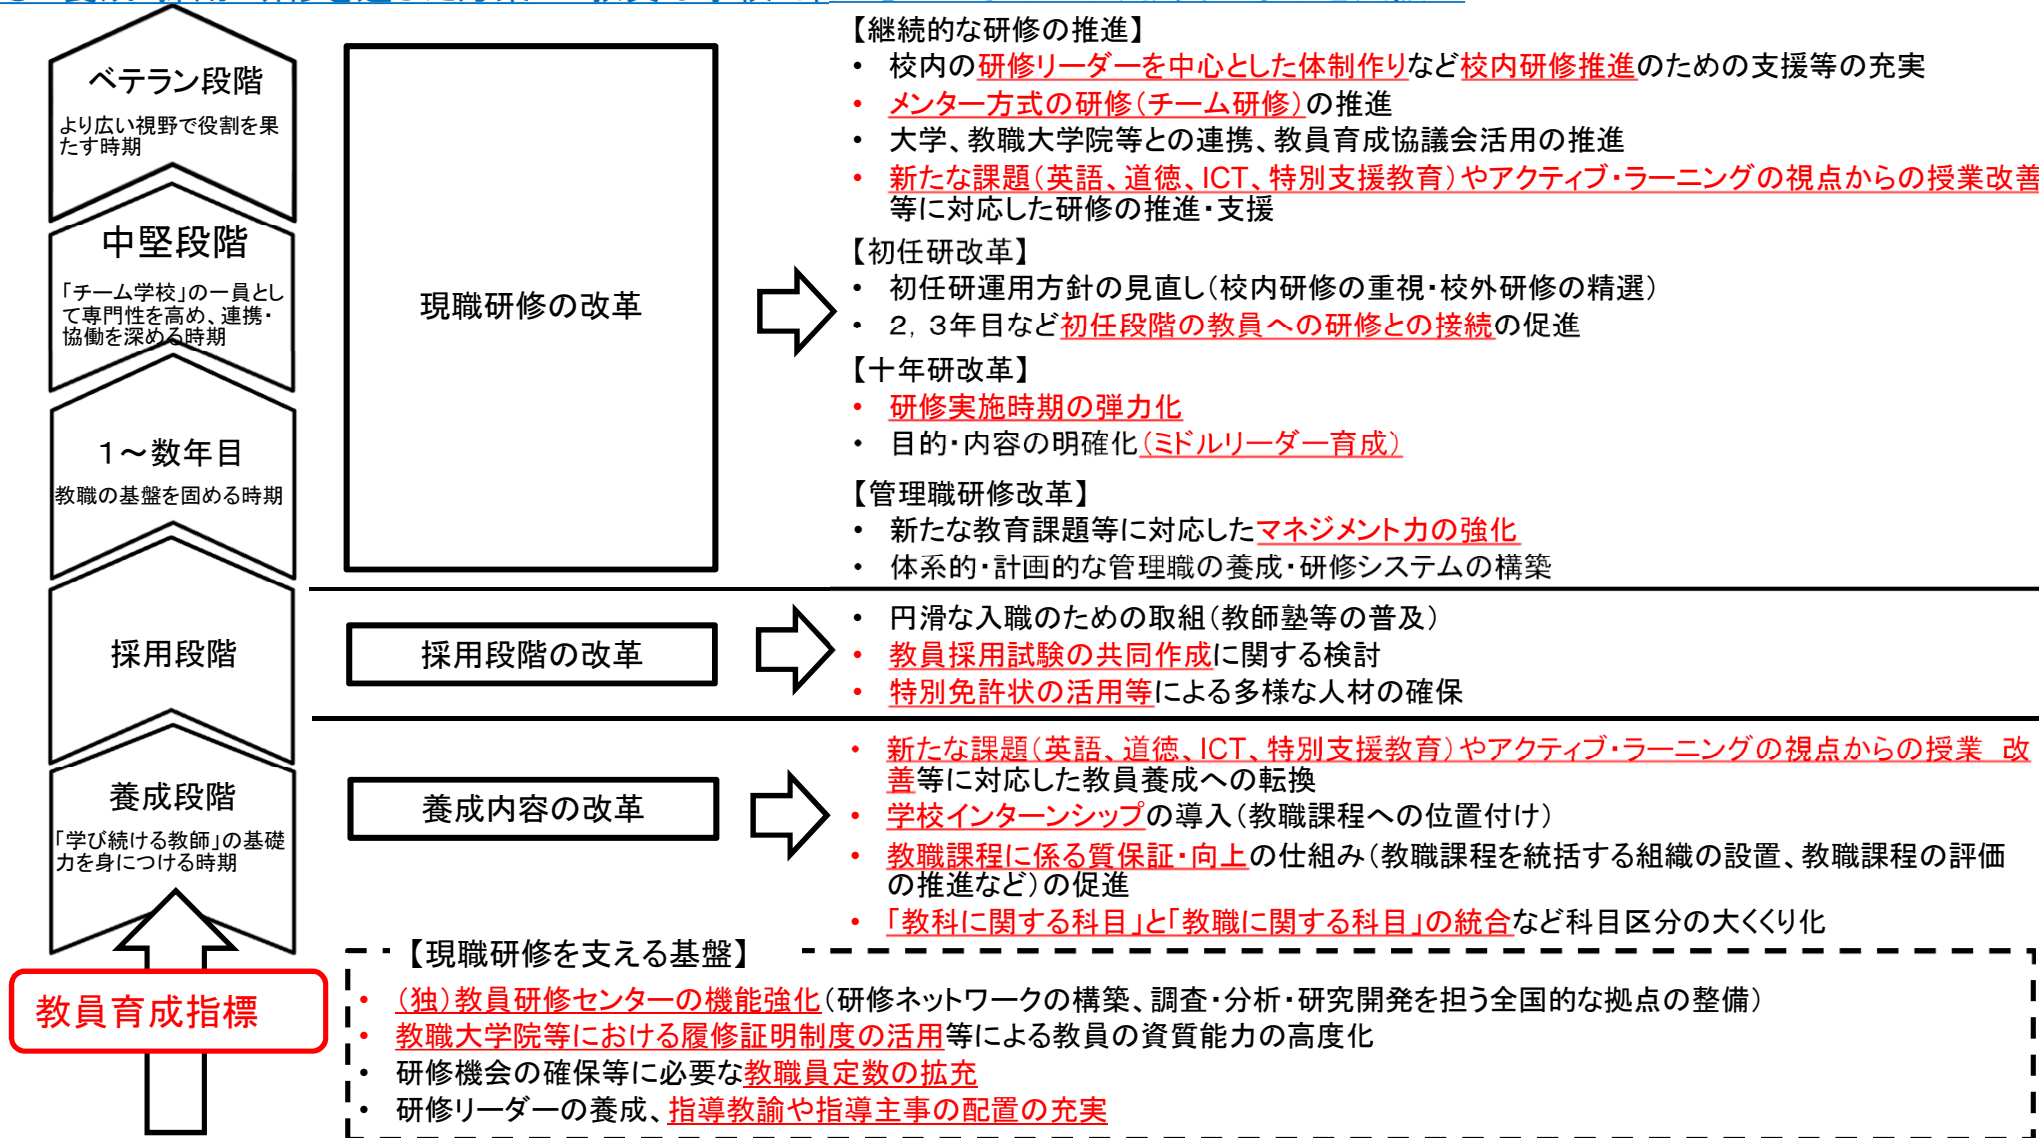 ベテラン段階
より広い視野で役割を果
たす時期
中堅段階
「チーム学校」の一員とし
て専門性を高め、連携・
協働を深める時期
1~数年目
教職の基盤を固める時期
採用段階
養成段階
「学び続ける教師」の基礎
力を身につける時期
教員育成指標
現職研修の改革
【継続的な研修の推進】
・ 校内の研修リーダーを中心とした体制作りなど校内研修推進のための支援等の充実
・ メンター方式の研修(チーム研修)の推進
・ 大学、教職大学院等との連携、教員育成協議会活用の推進
・ 新たな課題(英語、道徳、ICT、特別支援教育)やアクティブ・ラーニングの視点からの授業改善
等に対応した研修の推進・支援
【初任研改革】
・ 初任研運用方針の見直し(校内研修の重視・校外研修の精選)
・ 2,3年目など初任段階の教員への研修との接続の促進
【十年研改革】
・ 研修実施時期の弾力化
・ 目的・内容の明確化(ミドルリーダー育成)
【管理職研修改革】
・ 新たな教育課題等に対応したマネジメント力の強化
・ 体系的・計画的な管理職の養成・研修システムの構築
採用段階の改革
・ 円滑な入職のための取組(教師塾等の普及)
・ 教員採用試験の共同作成に関する検討
・ 特別免許状の活用等による多様な人材の確保
養成内容の改革
・ 新たな課題(英語、道徳、ICT、特別支援教育)やアクティブ・ラーニングの視点からの授業 改
善等に対応した教員養成への転換
・ 学校インターンシップの導入(教職課程への位置付け)
・ 教職課程に係る質保証・向上の仕組み(教職課程を統括する組織の設置、教職課程の評価
の推進など)の促進
・ 「教科に関する科目」と「教職に関する科目」の統合など科目区分の大くくり化
【現職研修を支える基盤】
・ (独)教員研修センターの機能強化(研修ネットワークの構築、調査・分析・研究開発を担う全国的な拠点の整備)
・ 教職大学院等における履修証明制度の活用等による教員の資質能力の高度化
・ 研修機会の確保等に必要な教職員定数の拡充
・ 研修リーダーの養成、指導教諭や指導主事の配置の充実